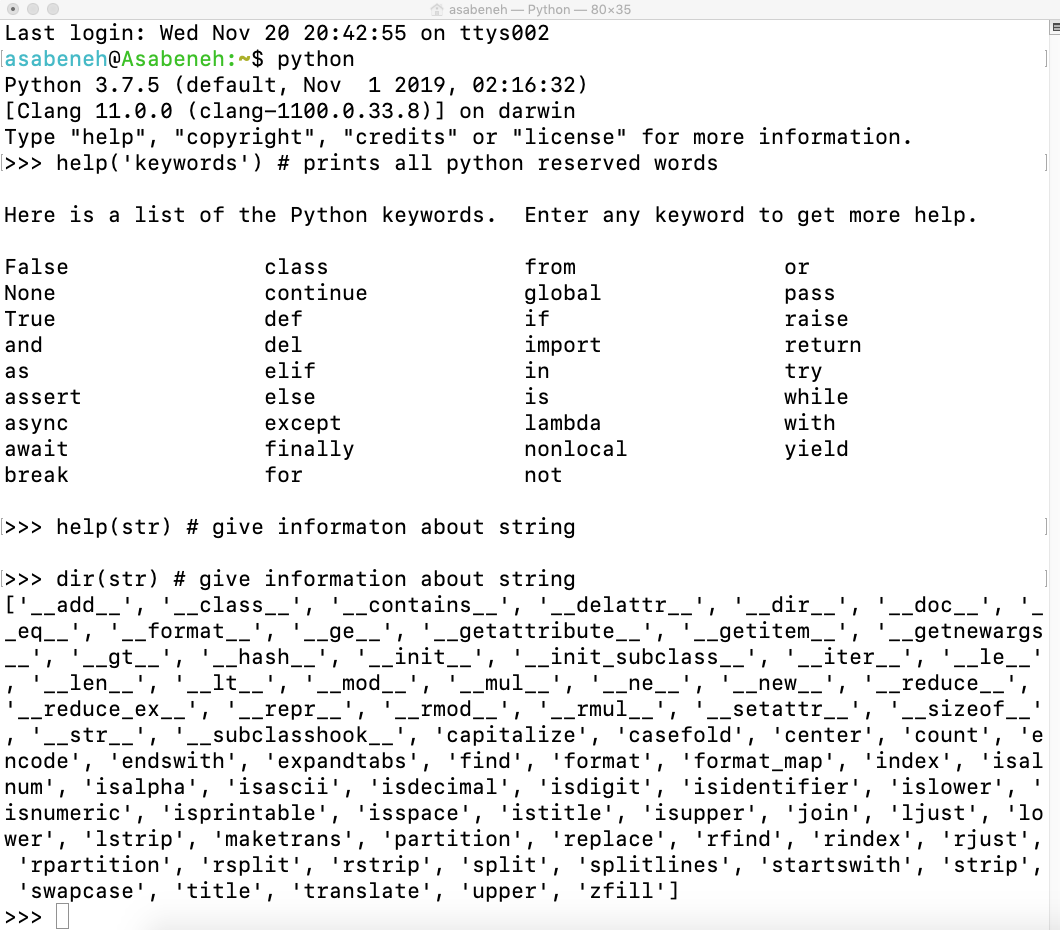 asabeneh — Python — 80×35
Last login: Wed Nov 20 20:42:55 on ttys002
asabeneh@Asabeneh:~$ python
Python 3.7.5 (default, Nov  1 2019, 02:16:32)
[Clang 11.0.0 (clang-1100.0.33.8)] on darwin
Type "help", "copyright", "credits" or "license" for more information.
>>> help('keywords') # prints all python reserved words
Here is a list of the Python keywords.  Enter any keyword to get more help.
False               class               from                or
None                continue            global              pass
True                def                 if                  raise
and                 del                 import              return
as                  elif                in                  try
assert              else                is                  while
async               except              lambda              with
await               finally             nonlocal            yield
break               for                 not
>>> help(str) # give informaton about string
>>> dir(str) # give information about string
['__add__', '__class__', '__contains__', '__delattr__', '__dir__', '__doc__', '_
_eq__', '__format__', '__ge__', '__getattribute__', '__getitem__', '__getnewargs
__', '__gt__', '__hash__', '__init__', '__init_subclass__', '__iter__', '__le__'
, '__len__', '__lt__', '__mod__', '__mul__', '__ne__', '__new__', '__reduce__',
'__reduce_ex__', '__repr__', '__rmod__', '__rmul__', '__setattr__', '__sizeof__'
, '__str__', '__subclasshook__', 'capitalize', 'casefold', 'center', 'count', 'e
ncode', 'endswith', 'expandtabs', 'find', 'format', 'format_map', 'index', 'isal
num', 'isalpha', 'isascii', 'isdecimal', 'isdigit', 'isidentifier', 'islower', '
isnumeric', 'isprintable', 'isspace', 'istitle', 'isupper', 'join', 'ljust', 'lo
wer', 'lstrip', 'maketrans', 'partition', 'replace', 'rfind', 'rindex', 'rjust',
 'rpartition', 'rsplit', 'rstrip', 'split', 'splitlines', 'startswith', 'strip',
 'swapcase', 'title', 'translate', 'upper', 'zfill']
>>>